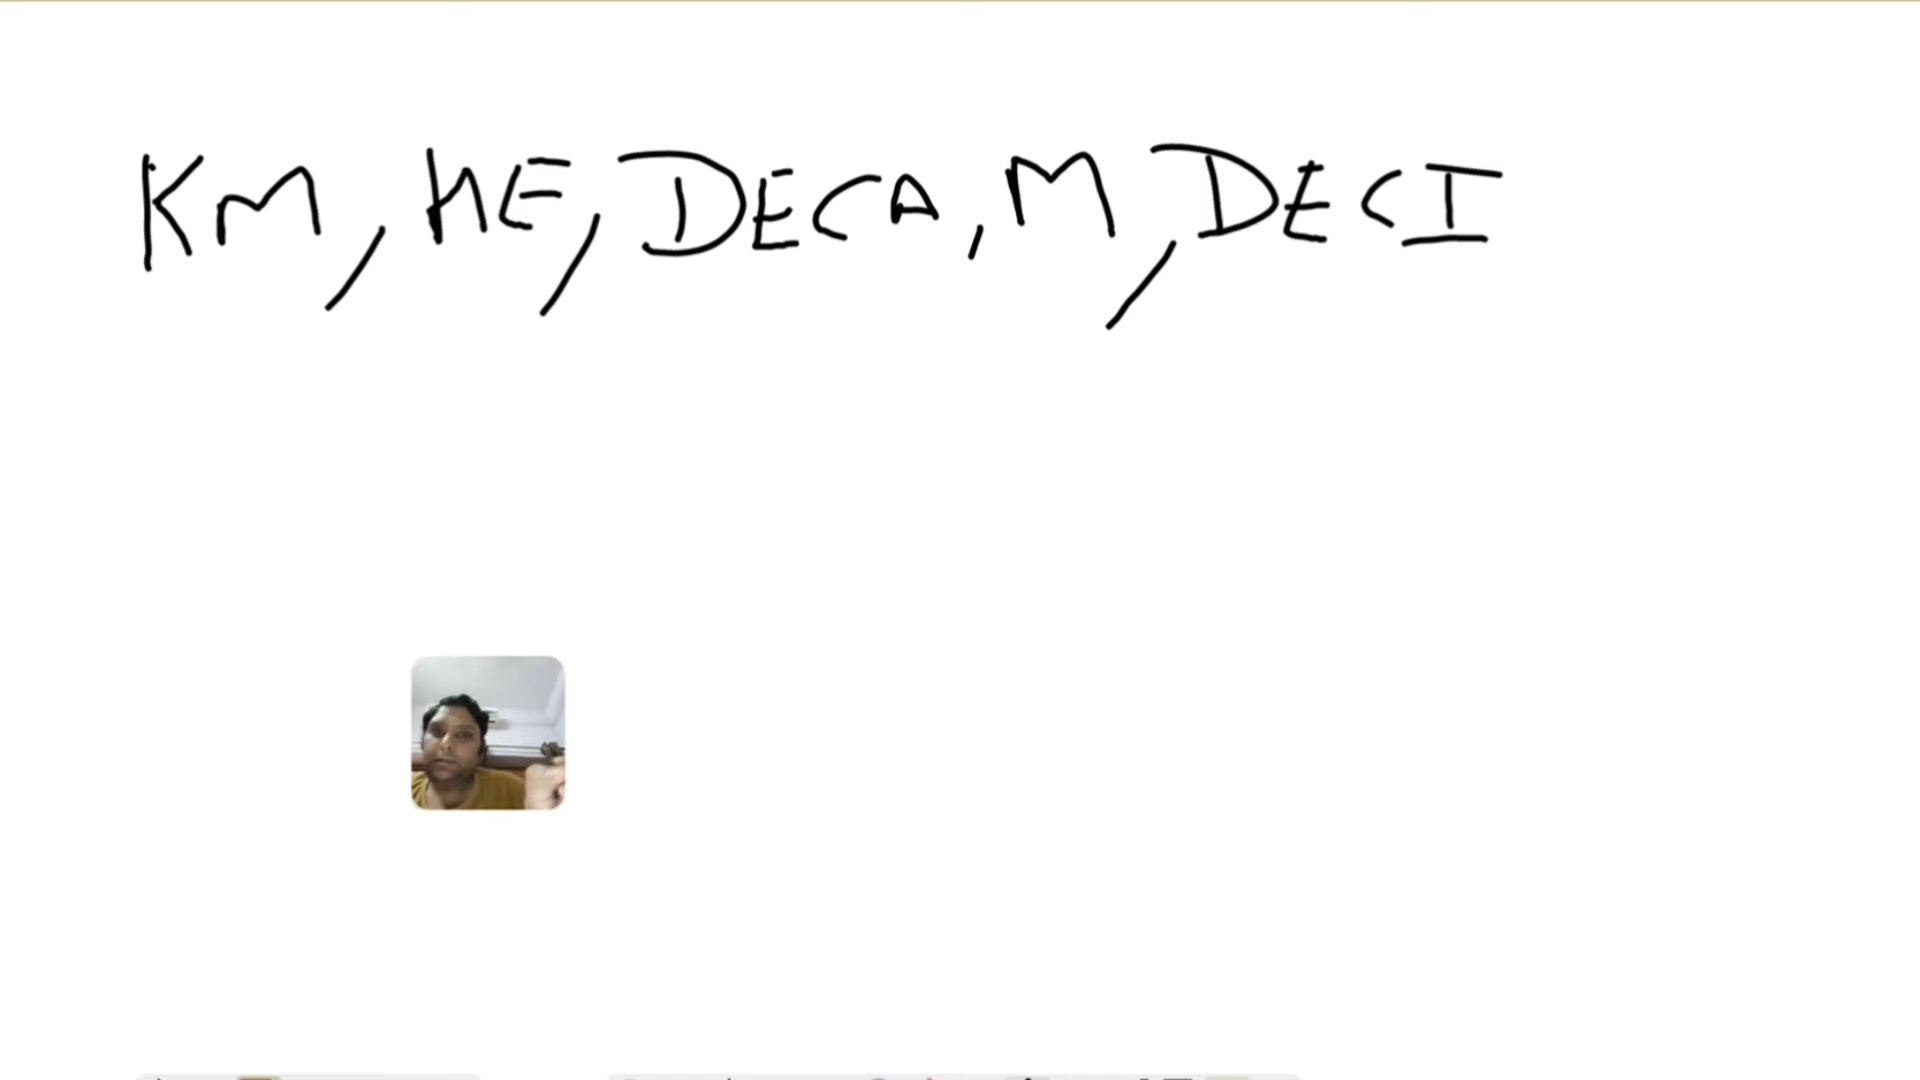 KM, HE, DECA, M, DECI